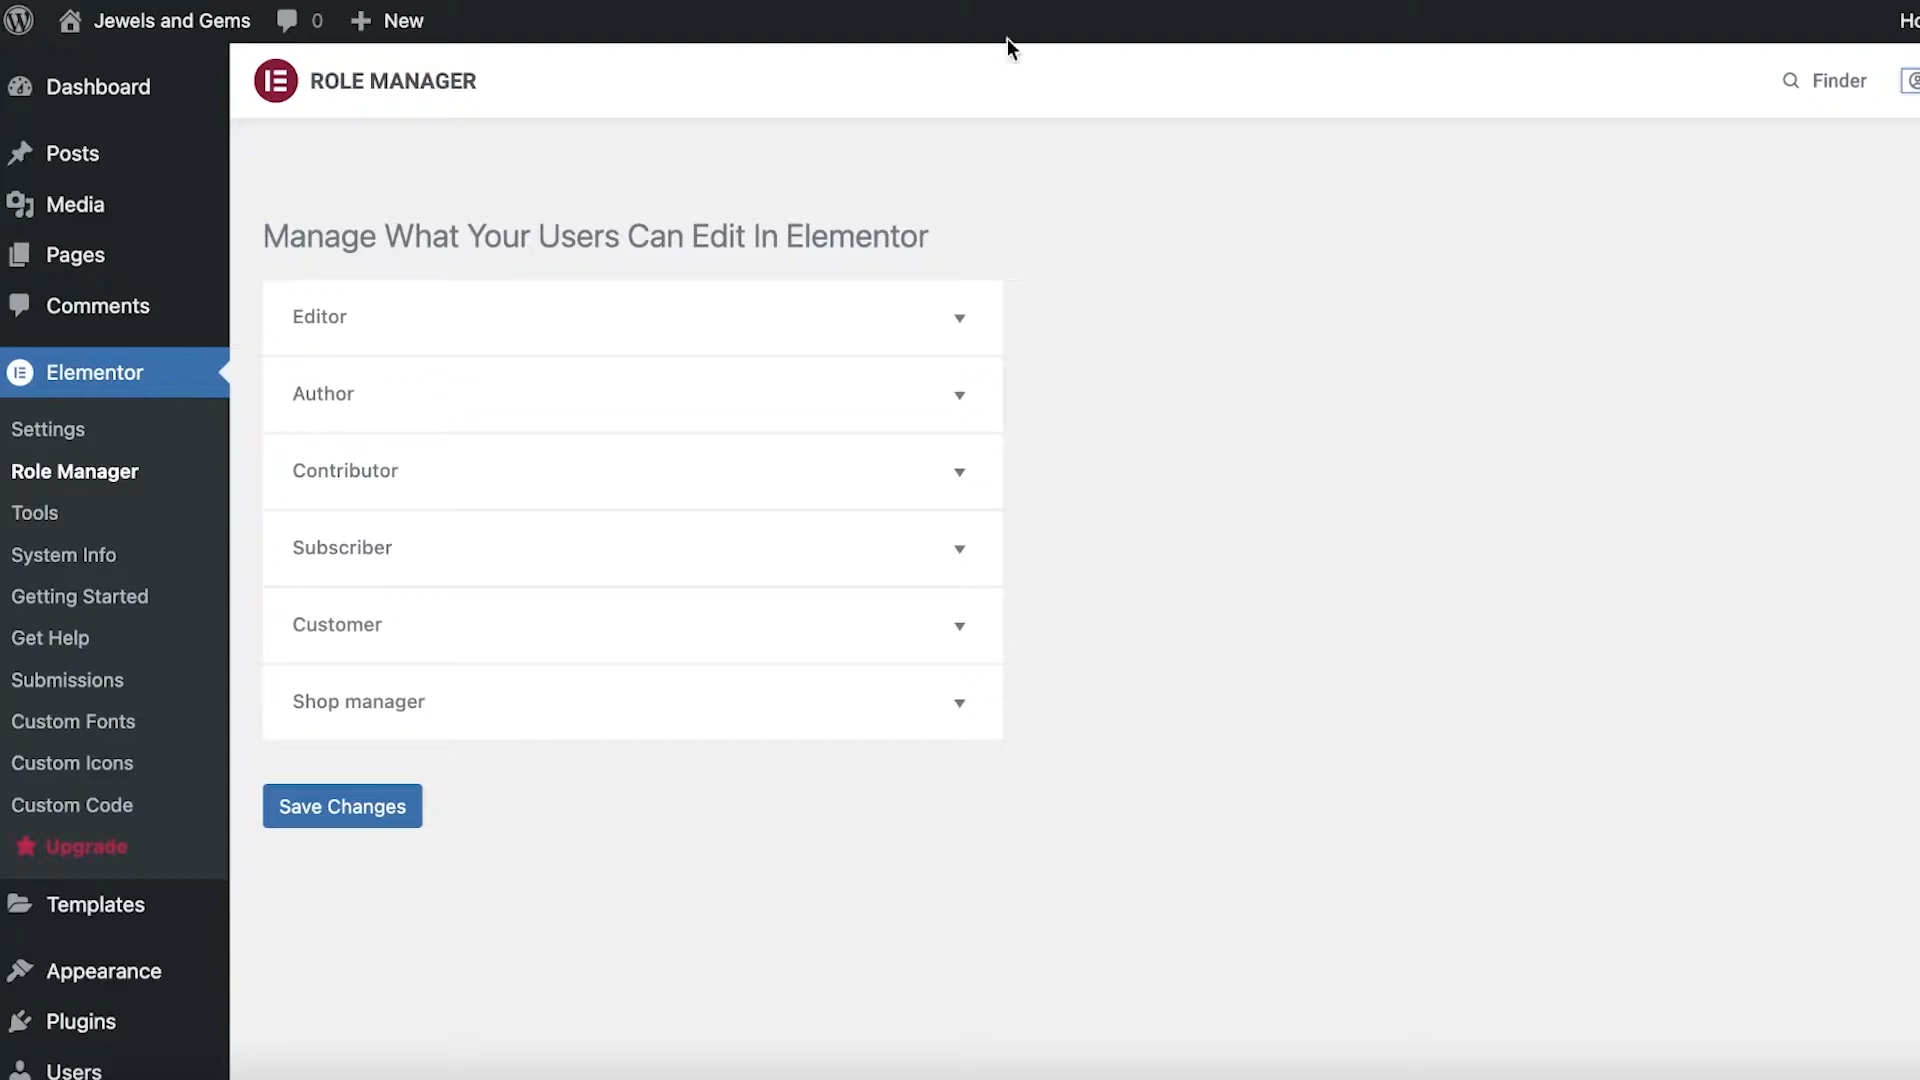 Jewels and Gems
0
New
Ho
Dashboard
Posts
Media
Pages
Comments
Elementor
Settings
Role Manager
Tools
System Info
Getting Started
Get Help
Submissions
Custom Fonts
Custom Icons
Custom Code
Upgrade
Templates
Appearance
Plugins
Users
ROLE MANAGER
Finder
Manage What Your Users Can Edit In Elementor
Editor
Author
Contributor
Subscriber
Customer
Shop manager
Save Changes